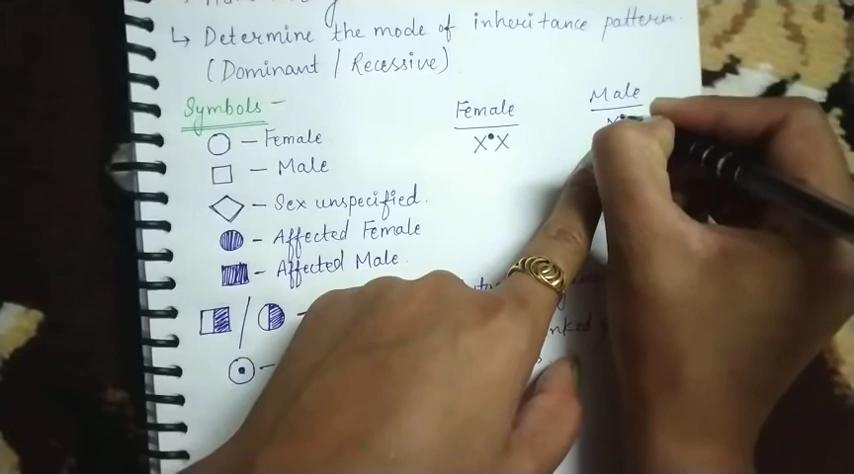 ↳ Determine the mode of inheritance pattern.
(Dominant / Recessive)
Symbols -
Female
Male
- Female
X•X
- Male
- Sex unspecified.
- Affected Female
- Affected Male.